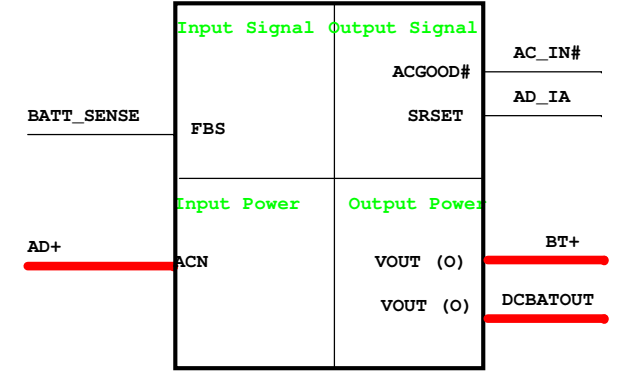 Input Signal Output Signal
AC_IN#
ACGOOD#
AD_IA
BATT_SENSE
SRSET
FBS
Input Power Output Power
AD+
BT+
ACN
VOUT (O)
DCBATOUT
VOUT (O)